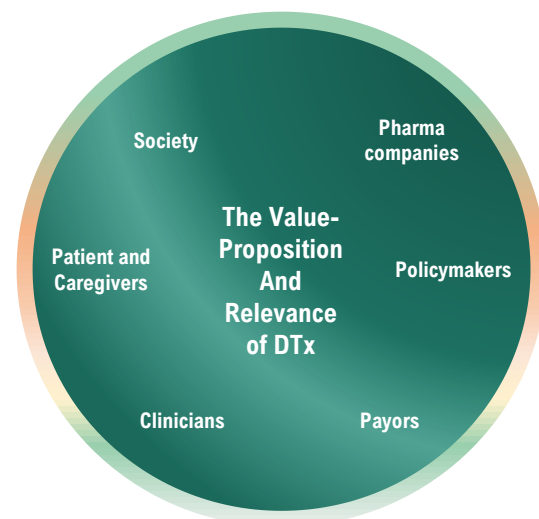 Society
Pharma
companies
The Value-
Proposition
And
Relevance
of DTx
Patient and
Caregivers
Policymakers
Clinicians
Payors